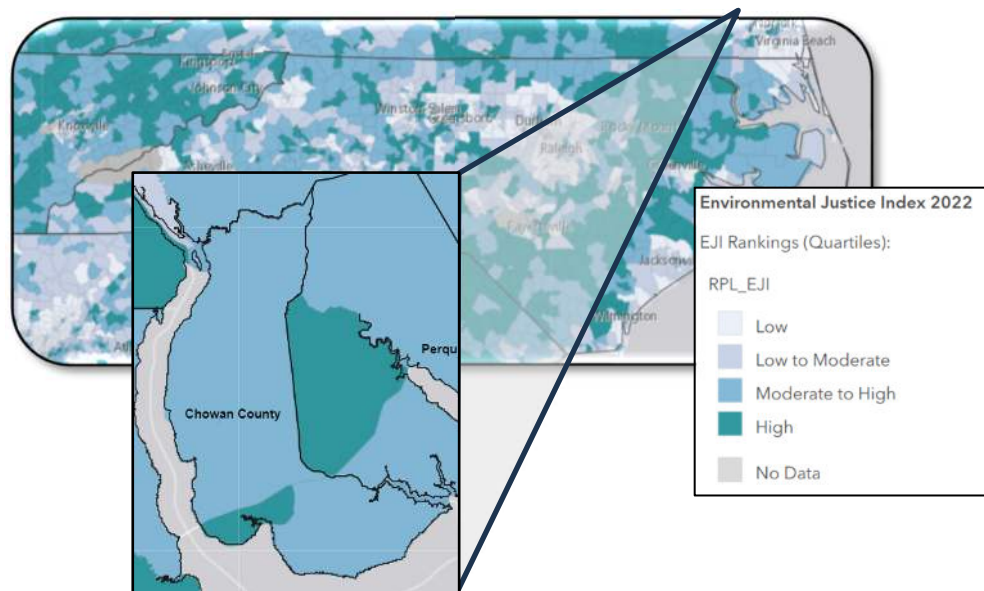 Norfolk
Virginia Beach
Bristol
Kingsport
Johnson City
Knoxville
Winston-Salem
Greensboro
Durham
Rocky Mount
Raleigh
Asheville
Greenville
Fayetteville
Jacksonville
Wilmington
Environmental Justice Index 2022
EJI Rankings (Quartiles):
RPL_EJI
Low
Low to Moderate
Moderate to High
High
No Data
Perqu
Chowan County